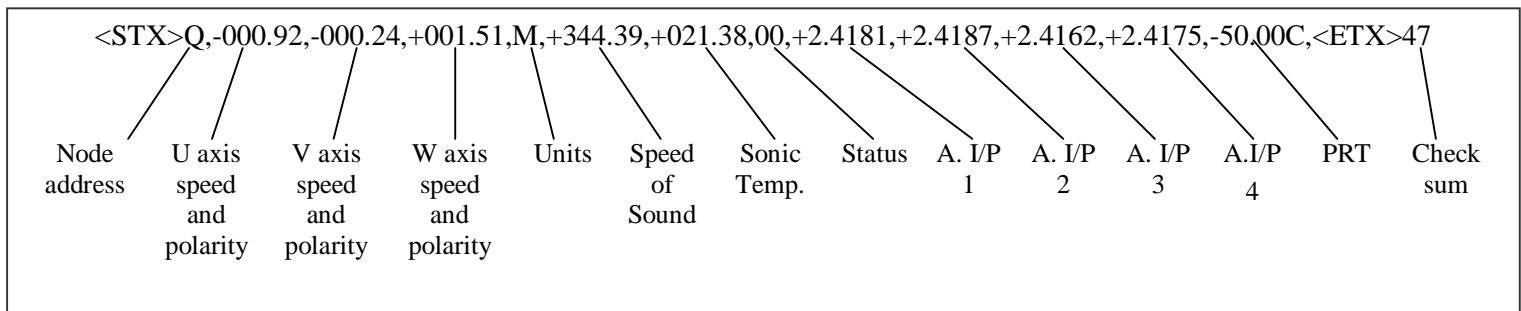 <STX>Q,-000.92,-000.24,+001.51,M,+344.39,+021.38,00,+2.4181,+2.4187,+2.4162,+2.4175,-50.00C,<ETX>47
Node address
U axis speed and polarity
V axis speed and polarity
W axis speed and polarity
Units
Speed of Sound
Sonic Temp.
Status
A. I/P 1
A. I/P 2
A. I/P 3
A.I/P 4
PRT
Check sum